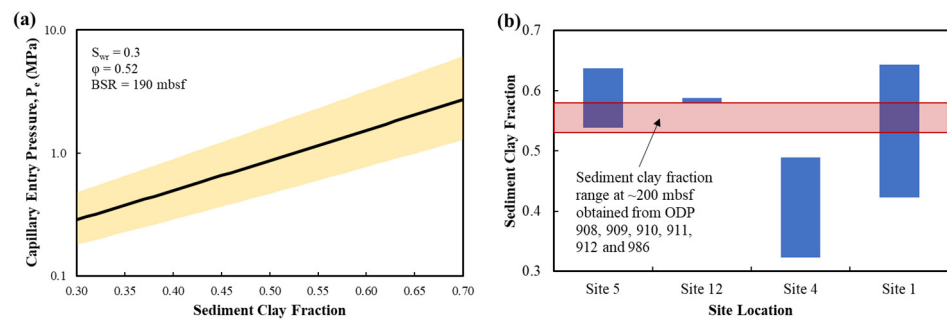 (a)
Capillary Entry Pressure, Pe (MPa)
10.0
1.0
0.1
Swr = 0.3
φ = 0.52
BSR = 190 mbsf
0.30 0.35 0.40 0.45 0.50 0.55 0.60 0.65 0.70
Sediment Clay Fraction
(b)
Sediment Clay Fraction
0.7
0.6
0.5
0.4
0.3
Sediment clay fraction
range at ~200 mbsf
obtained from ODP
908, 909, 910, 911,
912 and 986
Site 5 Site 12 Site 4 Site 1
Site Location